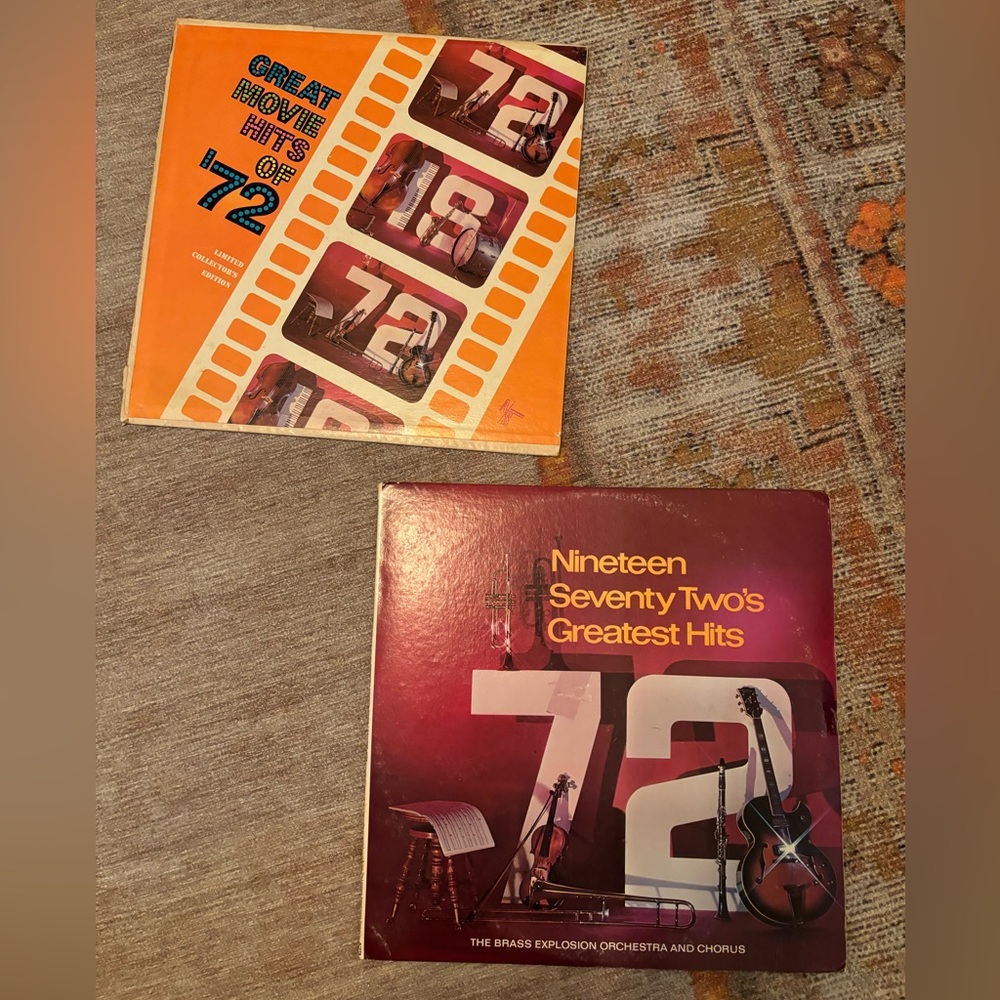 GREAT
MOVIE
HITS
OF
'72
LIMITED
COLLECTOR'S
EDITION
72
19
72
Nineteen
Seventy Two's
Greatest Hits
72
THE BRASS EXPLOSION ORCHESTRA AND CHORUS